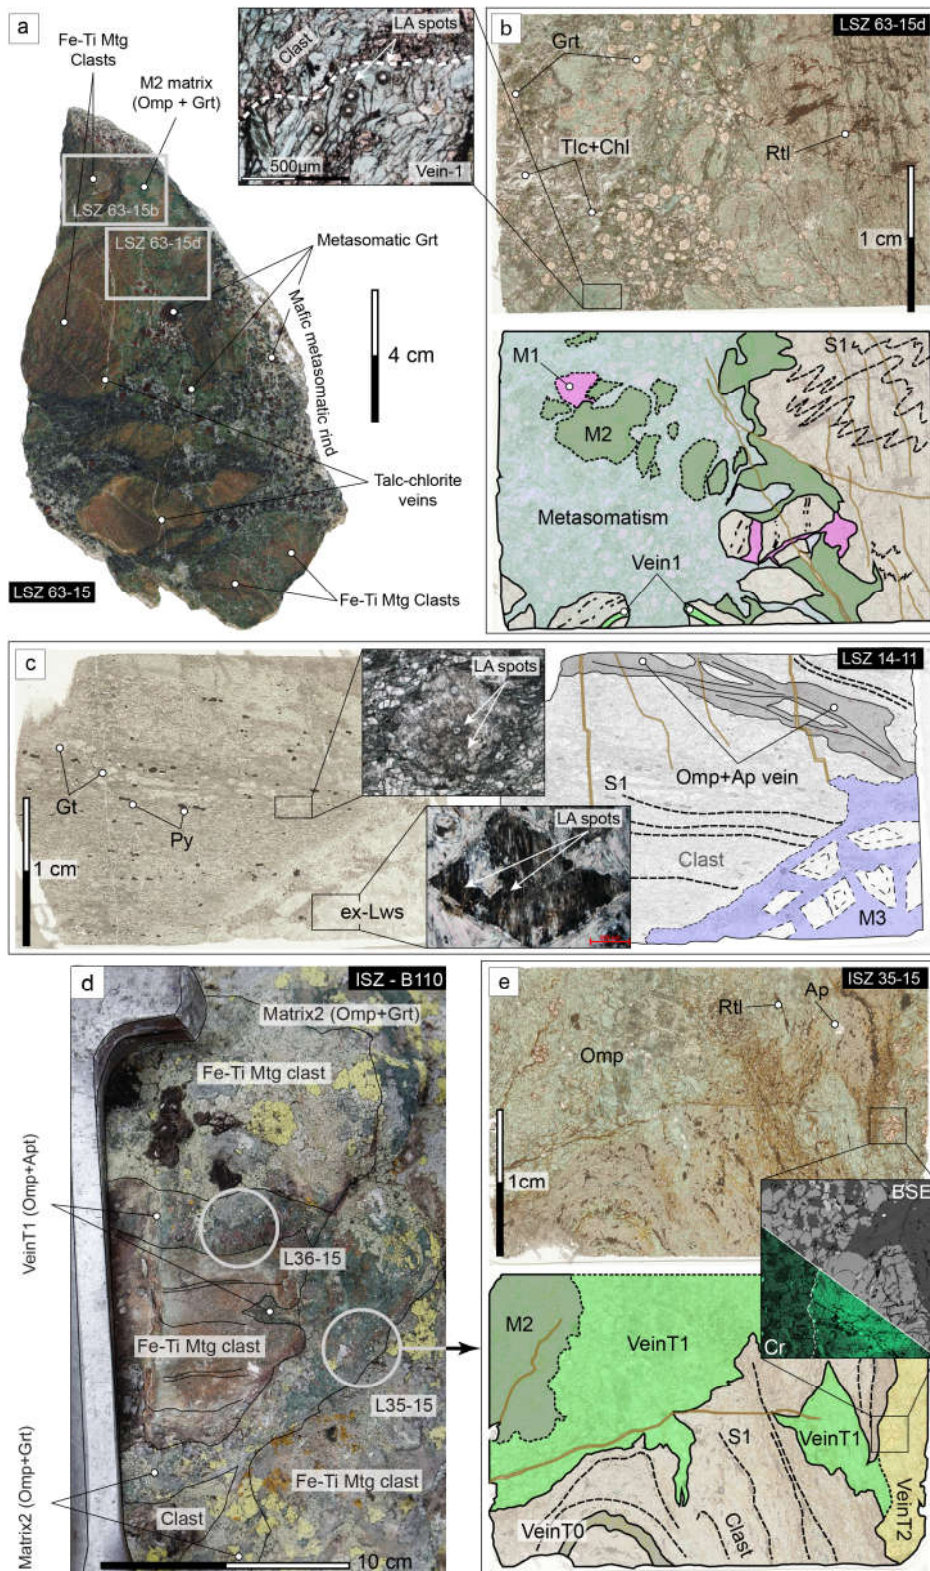 a
Fe-Ti Mtg
Clasts
M2 matrix
(Omp + Grt)
LSZ 63-15b
LSZ 63-15d
Metasomatic Grt
Mafic metasomatic rind
4 cm
Talc-chlorite
veins
Fe-Ti Mtg Clasts
LSZ 63-15
Clast
LA spots
500µm
Vein-1
b
LSZ 63-15d
Grt
Tlc+Chl
Rtl
1 cm
M1
S1
M2
Metasomatism
Vein1
c
LSZ 14-11
LA spots
Gt
Py
1 cm
LA spots
ex-Lws
Omp+Ap vein
S1
Clast
M3
d
ISZ - B110
Matrix2 (Omp+Grt)
Fe-Ti Mtg clast
VeinT1 (Omp+Apt)
L36-15
Fe-Ti Mtg clast
L35-15
Fe-Ti Mtg clast
Matrix2 (Omp+Grt)
Clast
10 cm
e
ISZ 35-15
Ap
Rtl
Omp
1cm
BSE
Cr
M2
VeinT1
S1
VeinT1
VeinT0
Clast
VeinT2